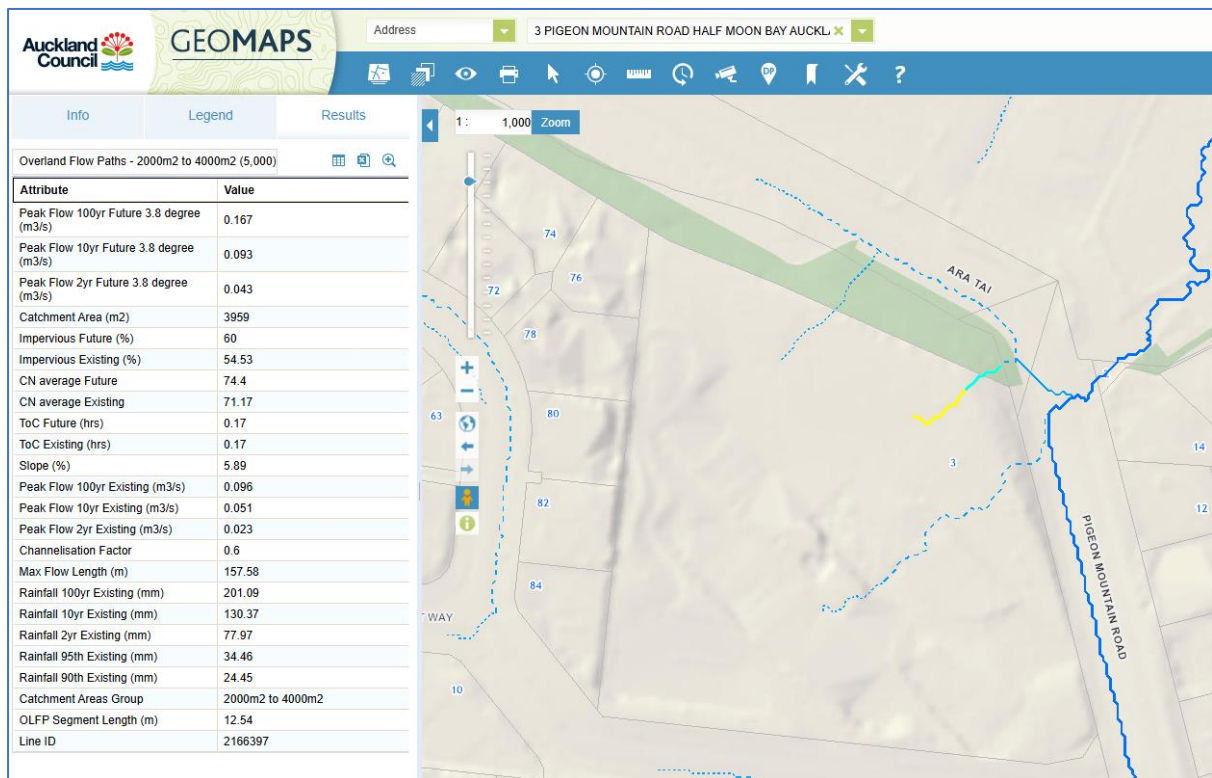 Auckland
Council
GEOMAPS
Address
3 PIGEON MOUNTAIN ROAD HALF MOON BAY AUCKL
DP
?
Info Legend Results
1 : 1,000 Zoom
Overland Flow Paths - 2000m2 to 4000m2 (5,000)
Attribute Value
Peak Flow 100yr Future 3.8 degree
(m3/s) 0.167
Peak Flow 10yr Future 3.8 degree
(m3/s) 0.093
Peak Flow 2yr Future 3.8 degree
(m3/s) 0.043
Catchment Area (m2) 3959
Impervious Future (%) 60
Impervious Existing (%) 54.53
CN average Future 74.4
CN average Existing 71.17
ToC Future (hrs) 0.17
ToC Existing (hrs) 0.17
Slope (%) 5.89
Peak Flow 100yr Existing (m3/s) 0.096
Peak Flow 10yr Existing (m3/s) 0.051
Peak Flow 2yr Existing (m3/s) 0.023
Channelisation Factor 0.6
Max Flow Length (m) 157.58
Rainfall 100yr Existing (mm) 201.09
Rainfall 10yr Existing (mm) 130.37
Rainfall 2yr Existing (mm) 77.97
Rainfall 95th Existing (mm) 34.46
Rainfall 90th Existing (mm) 24.45
Catchment Areas Group 2000m2 to 4000m2
OLFP Segment Length (m) 12.54
Line ID 2166397
74
76
72
78
63
80
82
84
WAY
10
ARA TAI
3
14
12
PIGEON MOUNTAIN ROAD